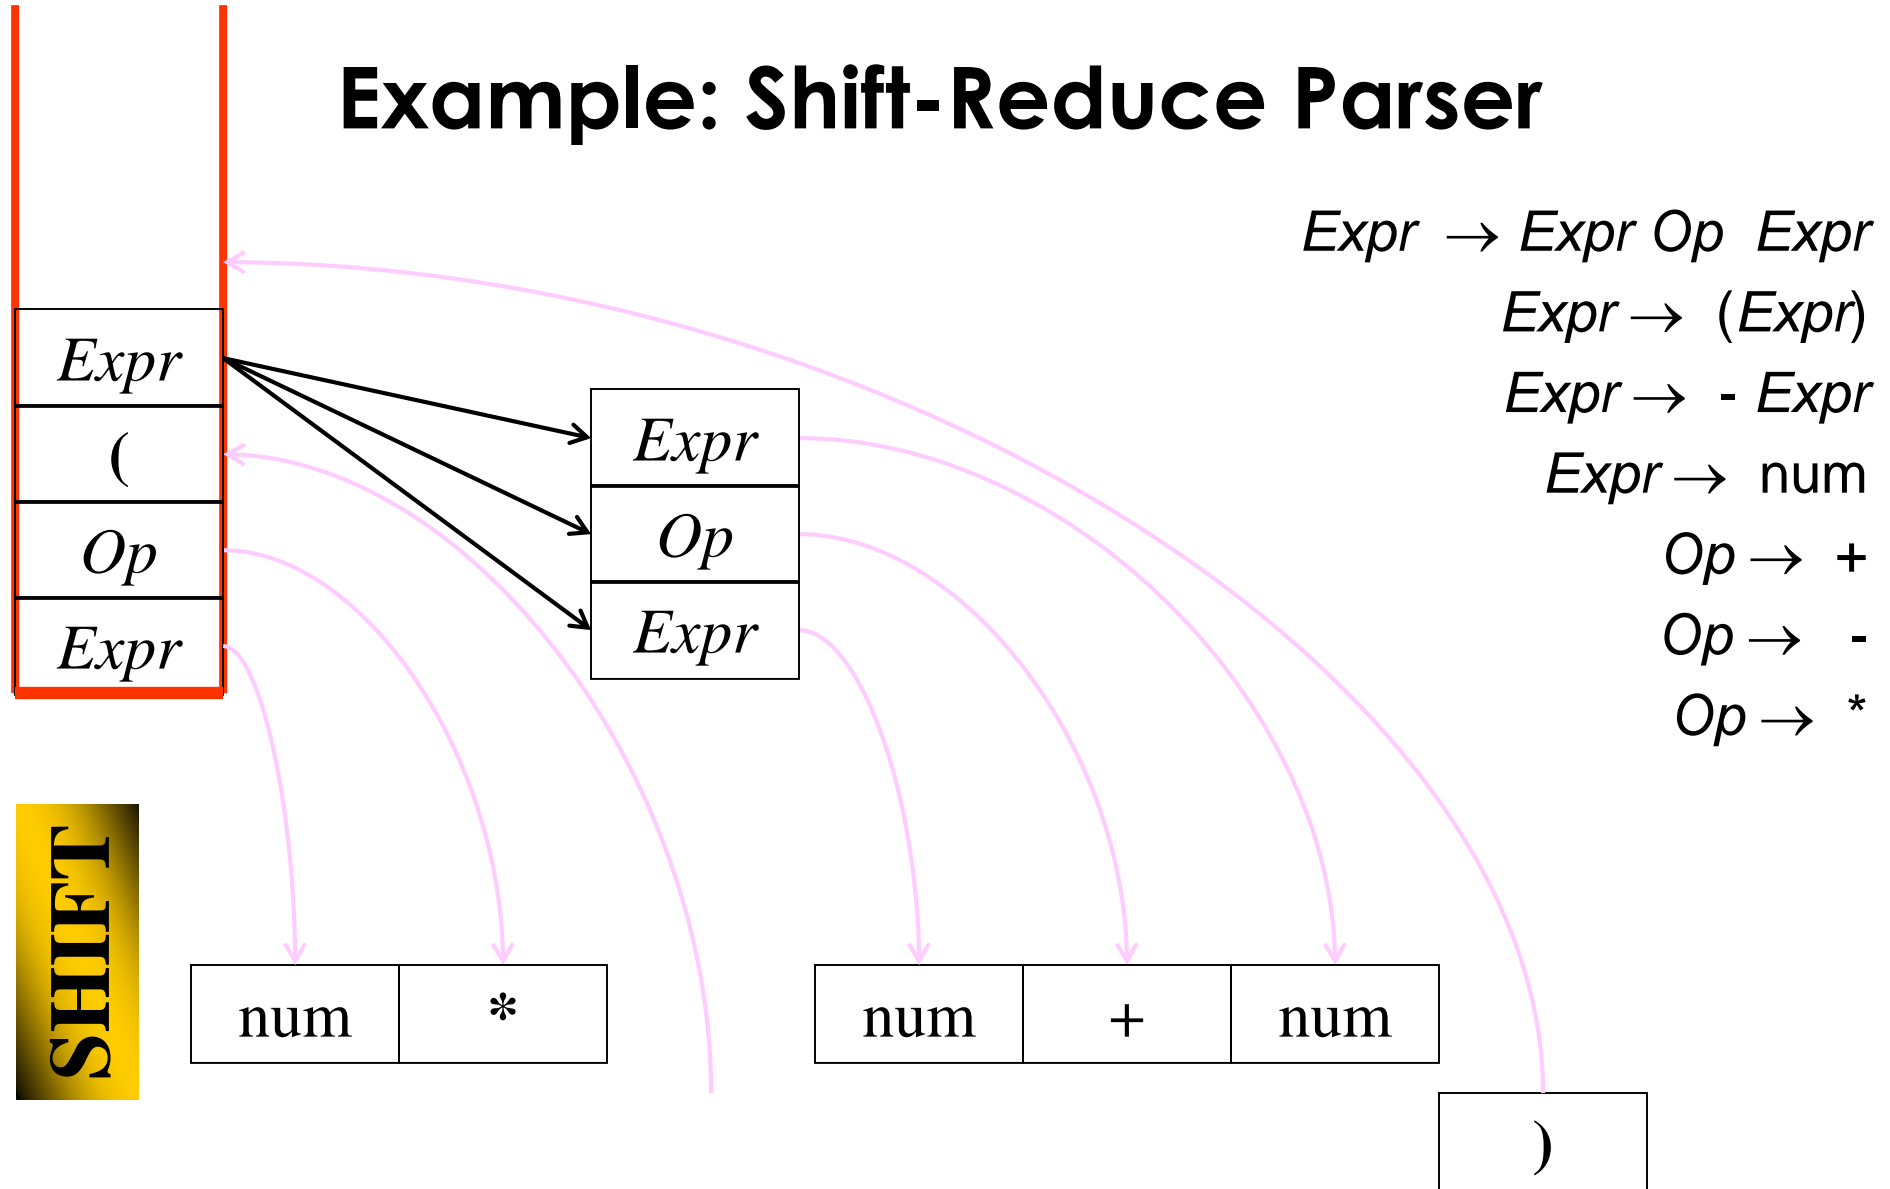 Example: Shift-Reduce Parser
Expr → Expr Op Expr
Expr → (Expr)
Expr → - Expr
Expr → num
Op → +
Op → -
Op → *
Expr
(
Op
Expr
Expr
Op
Expr
SHIFT
num * num + num
)